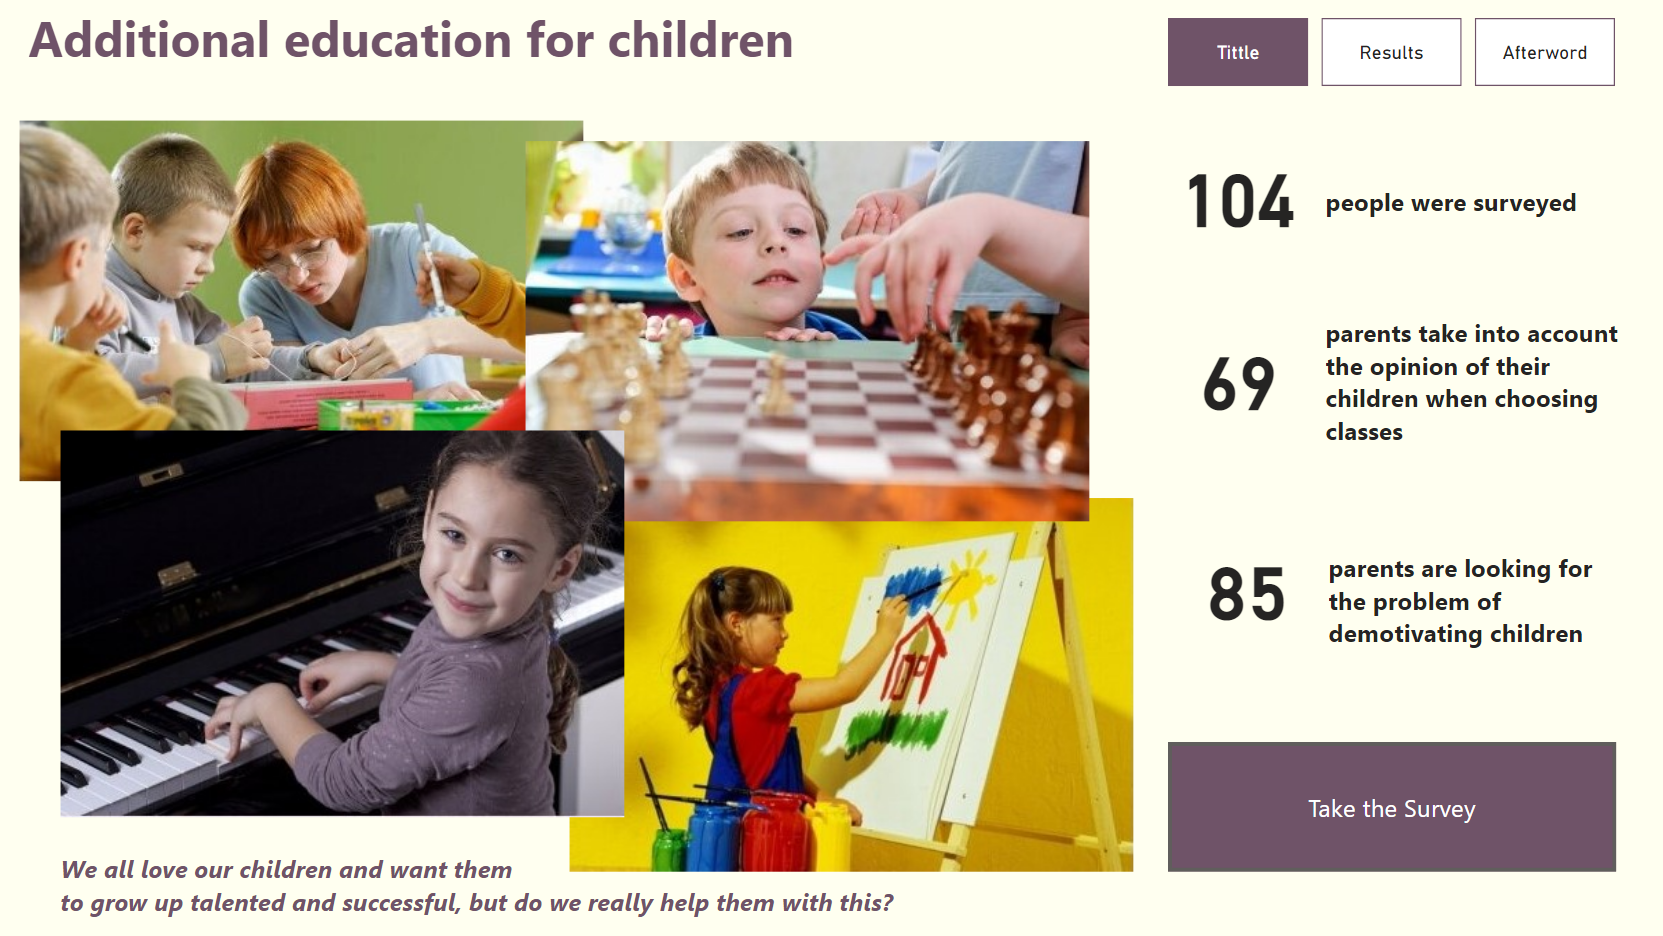 Additional education for children
Tittle
Results
Afterword
104
people were surveyed
69
parents take into account
the opinion of their
children when choosing
classes
85
parents are looking for
the problem of
demotivating children
Take the Survey
We all love our children and want them
to grow up talented and successful, but do we really help them with this?